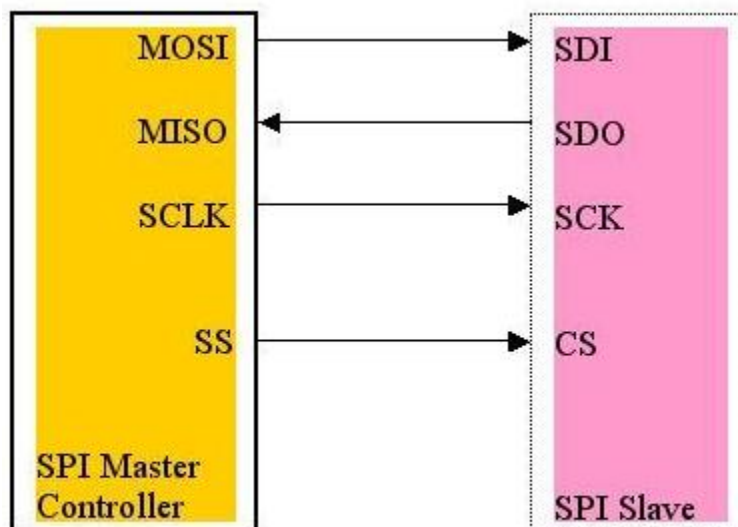 MOSI
SDI
MISO
SDO
SCLK
SCK
SS
CS
SPI Master
Controller
SPI Slave